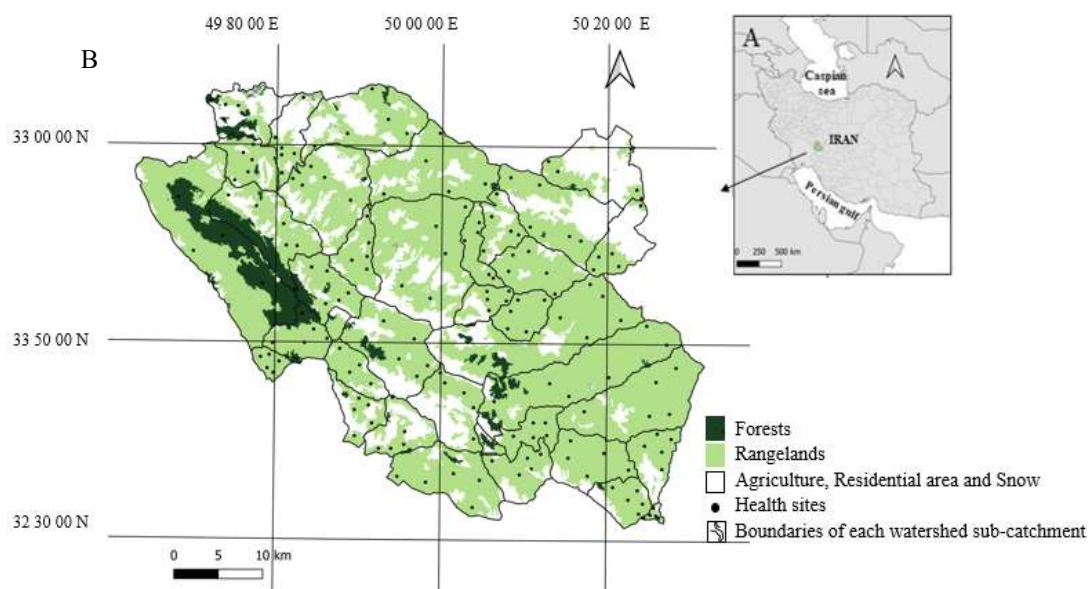 49 80 00 E
50 00 00 E
50 20 00 E
B
33 00 00 N
33 50 00 N
32 30 00 N
0 5 10 km
A
Caspian
sea
IRAN
Persian gulf
0 250 500 km
Forests
Rangelands
Agriculture, Residential area and Snow
Health sites
Boundaries of each watershed sub-catchment